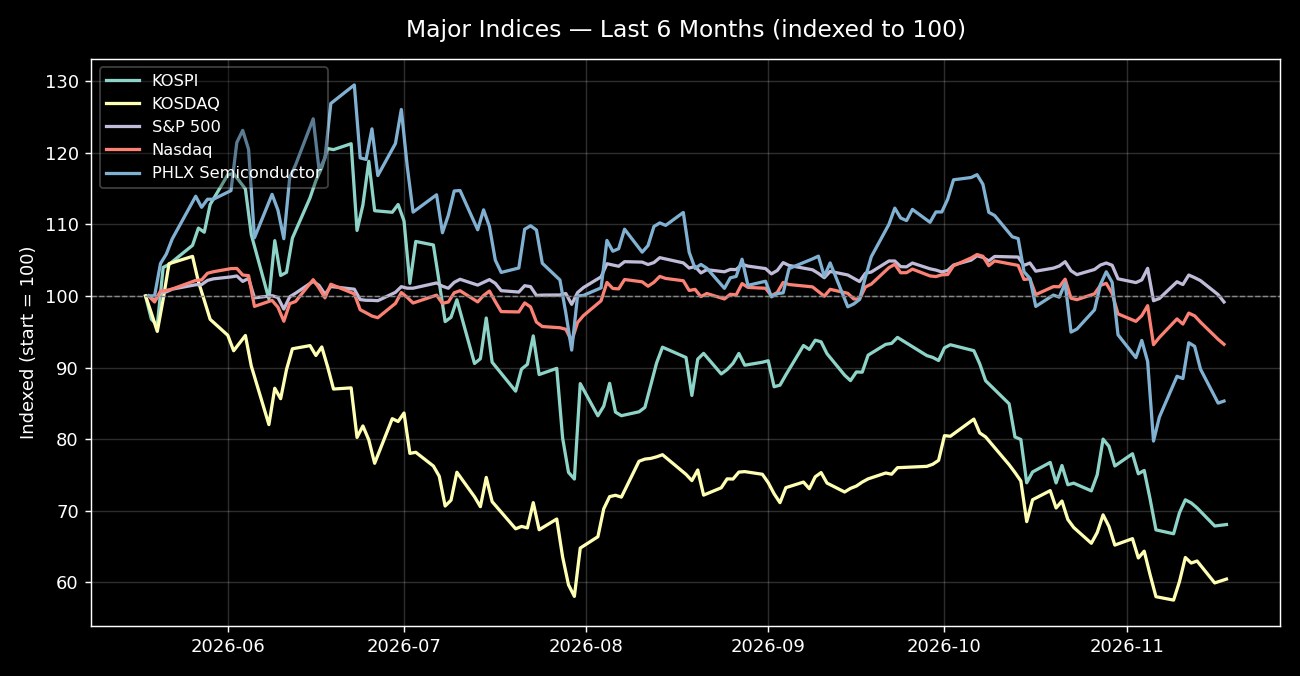 Major Indices — Last 6 Months (indexed to 100)
Indexed (start = 100)
130
120
110
100
90
80
70
60
KOSPI
KOSDAQ
S&P 500
Nasdaq
PHLX Semiconductor
2026-06
2026-07
2026-08
2026-09
2026-10
2026-11